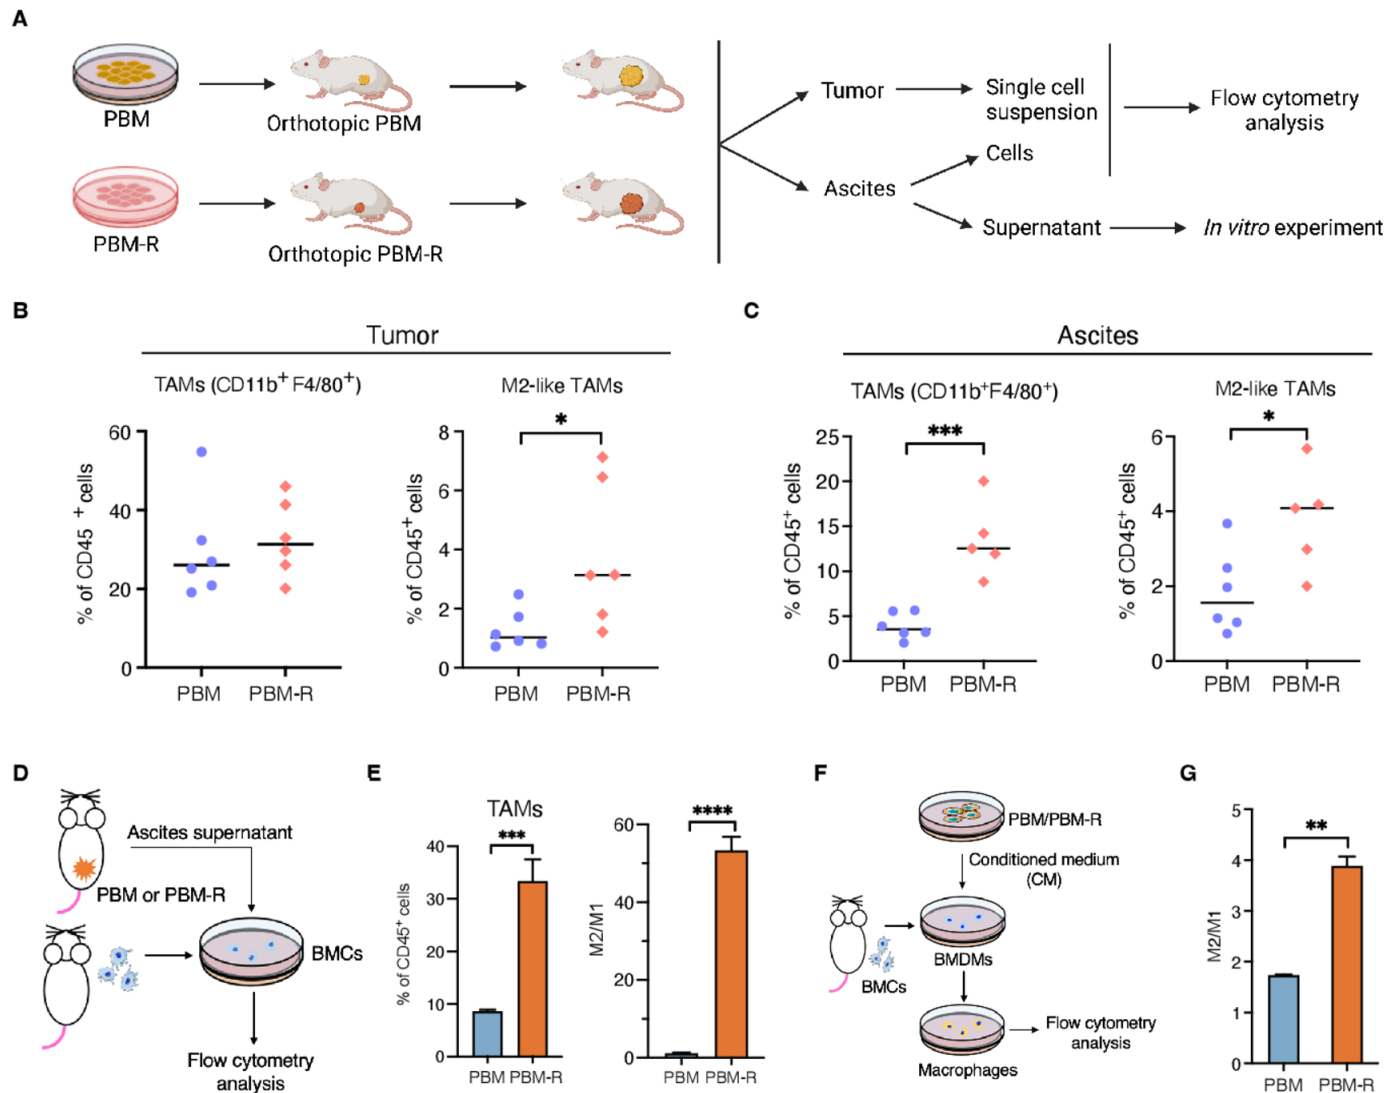 A
PBM
Orthotopic PBM
PBM-R
Orthotopic PBM-R
Tumor
Single cell
suspension
Flow cytometry
analysis
Ascites
Cells
Supernatant
In vitro experiment
B
Tumor
TAMs (CD11b+ F4/80+)
% of CD45 + cells
60
40
20
0
PBM
PBM-R
M2-like TAMs
*
% of CD45+ cells
8
6
4
2
0
PBM
PBM-R
C
Ascites
TAMs (CD11b+F4/80+)
***
% of CD45+ cells
25
20
15
10
5
0
PBM
PBM-R
M2-like TAMs
*
% of CD45+ cells
6
4
2
0
PBM
PBM-R
D
Ascites supernatant
PBM or PBM-R
BMCs
Flow cytometry
analysis
E
TAMs
***
% of CD45+ cells
40
30
20
10
0
PBM
PBM-R
****
M2/M1
60
40
20
0
PBM
PBM-R
F
PBM/PBM-R
Conditioned medium
(CM)
BMDMs
BMCs
Macrophages
Flow cytometry
analysis
G
**
M2/M1
5
4
3
2
1
0
PBM
PBM-R